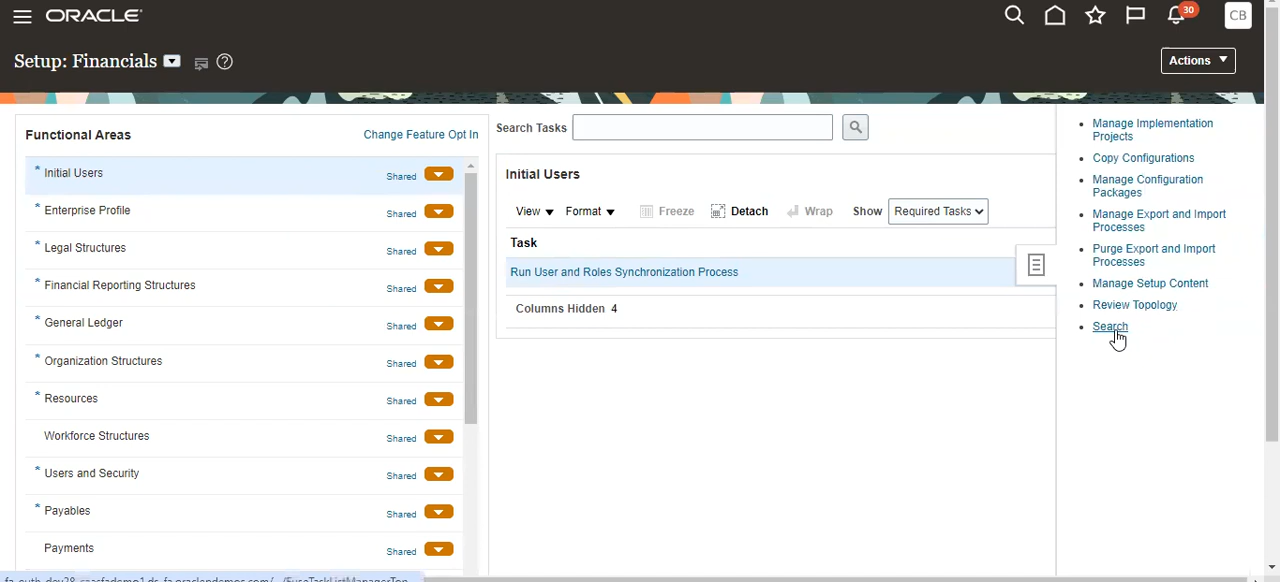 ORACLE
30
CB
Setup: Financials
Actions
Functional Areas
Change Feature Opt In
* Initial Users Shared
* Enterprise Profile Shared
* Legal Structures Shared
* Financial Reporting Structures Shared
* General Ledger Shared
* Organization Structures Shared
* Resources Shared
Workforce Structures Shared
* Users and Security Shared
* Payables Shared
Payments Shared
Search Tasks
Initial Users
View Format Freeze Detach Wrap Show Required Tasks
Task
Run User and Roles Synchronization Process
Columns Hidden 4
• Manage Implementation
Projects
• Copy Configurations
• Manage Configuration
Packages
• Manage Export and Import
Processes
• Purge Export and Import
Processes
• Manage Setup Content
• Review Topology
• Search